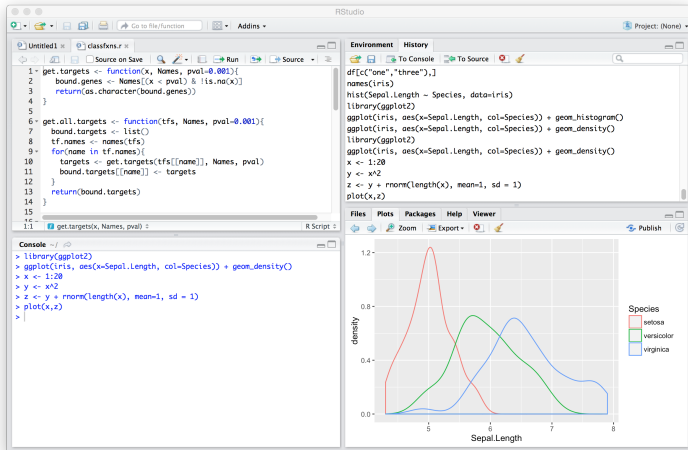 RStudio
Go to file/function
Addins
Project: (None)
Untitled1
classfxns.r
Source on Save
Run
Source
1 get.targets <- function(x, Names, pval=0.001){
2 bound.genes <- Names[(x < pval) & !is.na(x)]
3 return(as.character(bound.genes))
4 }
5
6 get.all.targets <- function(tfs, Names, pval=0.001){
7 bound.targets <- list()
8 tf.names <- names(tfs)
9 for(name in tf.names){
10 targets <- get.targets(tfs[[name]], Names, pval)
11 bound.targets[[name]] <- targets
12 }
13 return(bound.targets)
14 }
15
16
1:1 get.targets(x, Names, pval) R Script
Console ~/
> library(ggplot2)
> ggplot(iris, aes(x=Sepal.Length, col=Species)) + geom_density()
> x <- 1:20
> y <- x^2
> z <- y + rnorm(length(x), mean=1, sd = 1)
> plot(x,z)
>
Environment History
To Console To Source
df[c("one","three"),]
names(iris)
hist(Sepal.Length ~ Species, data=iris)
library(ggplot2)
ggplot(iris, aes(x=Sepal.Length, col=Species)) + geom_histogram()
ggplot(iris, aes(x=Sepal.Length, col=Species)) + geom_density()
library(ggplot2)
ggplot(iris, aes(x=Sepal.Length, col=Species)) + geom_density()
x <- 1:20
y <- x^2
z <- y + rnorm(length(x), mean=1, sd = 1)
plot(x,z)
Files Plots Packages Help Viewer
Zoom Export Publish
1.2
0.8
0.4
0.0
density
5 6 7 8
Sepal.Length
Species
setosa
versicolor
virginica